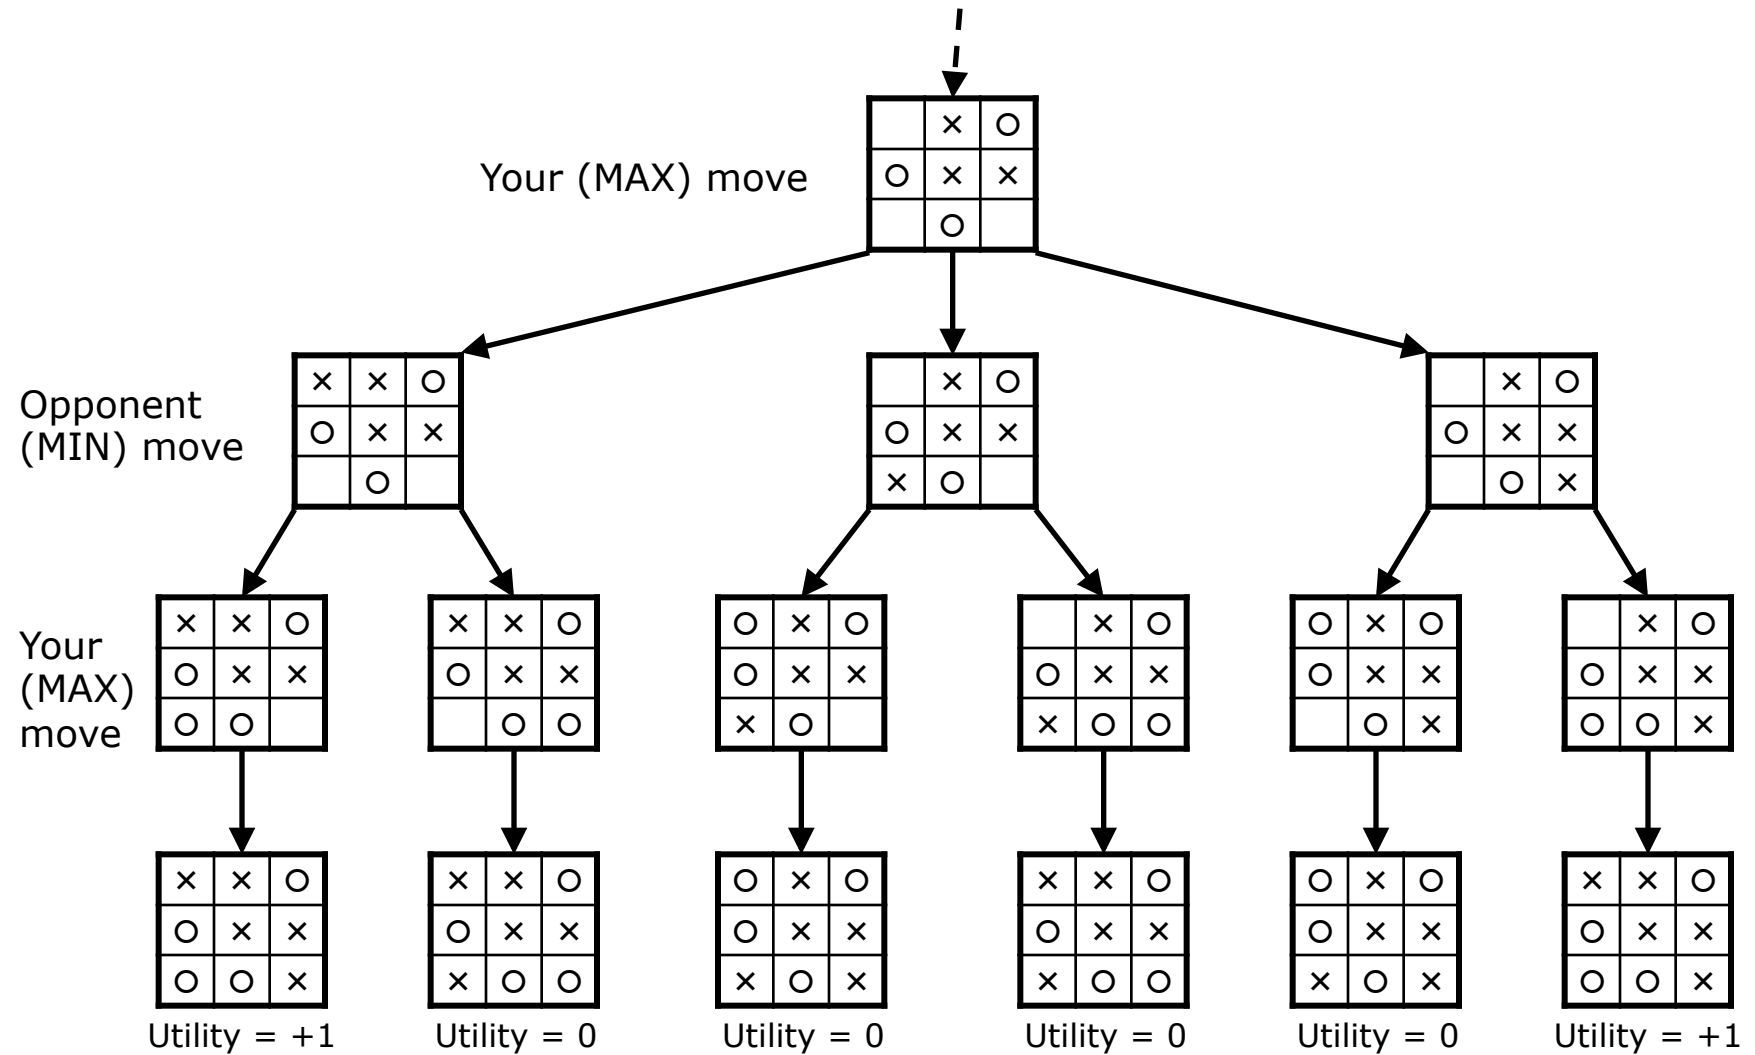 Your (MAX) move
Opponent
(MIN) move
Your
(MAX)
move
× O
O × ×
O
× × O
O × ×
O
× O
O × ×
× O
× O
O × ×
O ×
× × O
O × ×
O O
× × O
O × ×
O O
O × O
O × ×
× O
× O
O × ×
× O O
O × O
O × ×
O ×
× O
O × ×
O O ×
× × O
O × ×
O O ×
× × O
O × ×
× O O
O × O
O × ×
× O ×
× × O
O × ×
× O O
O × O
O × ×
× O ×
× × O
O × ×
O O ×
Utility = +1
Utility = 0
Utility = 0
Utility = 0
Utility = 0
Utility = +1